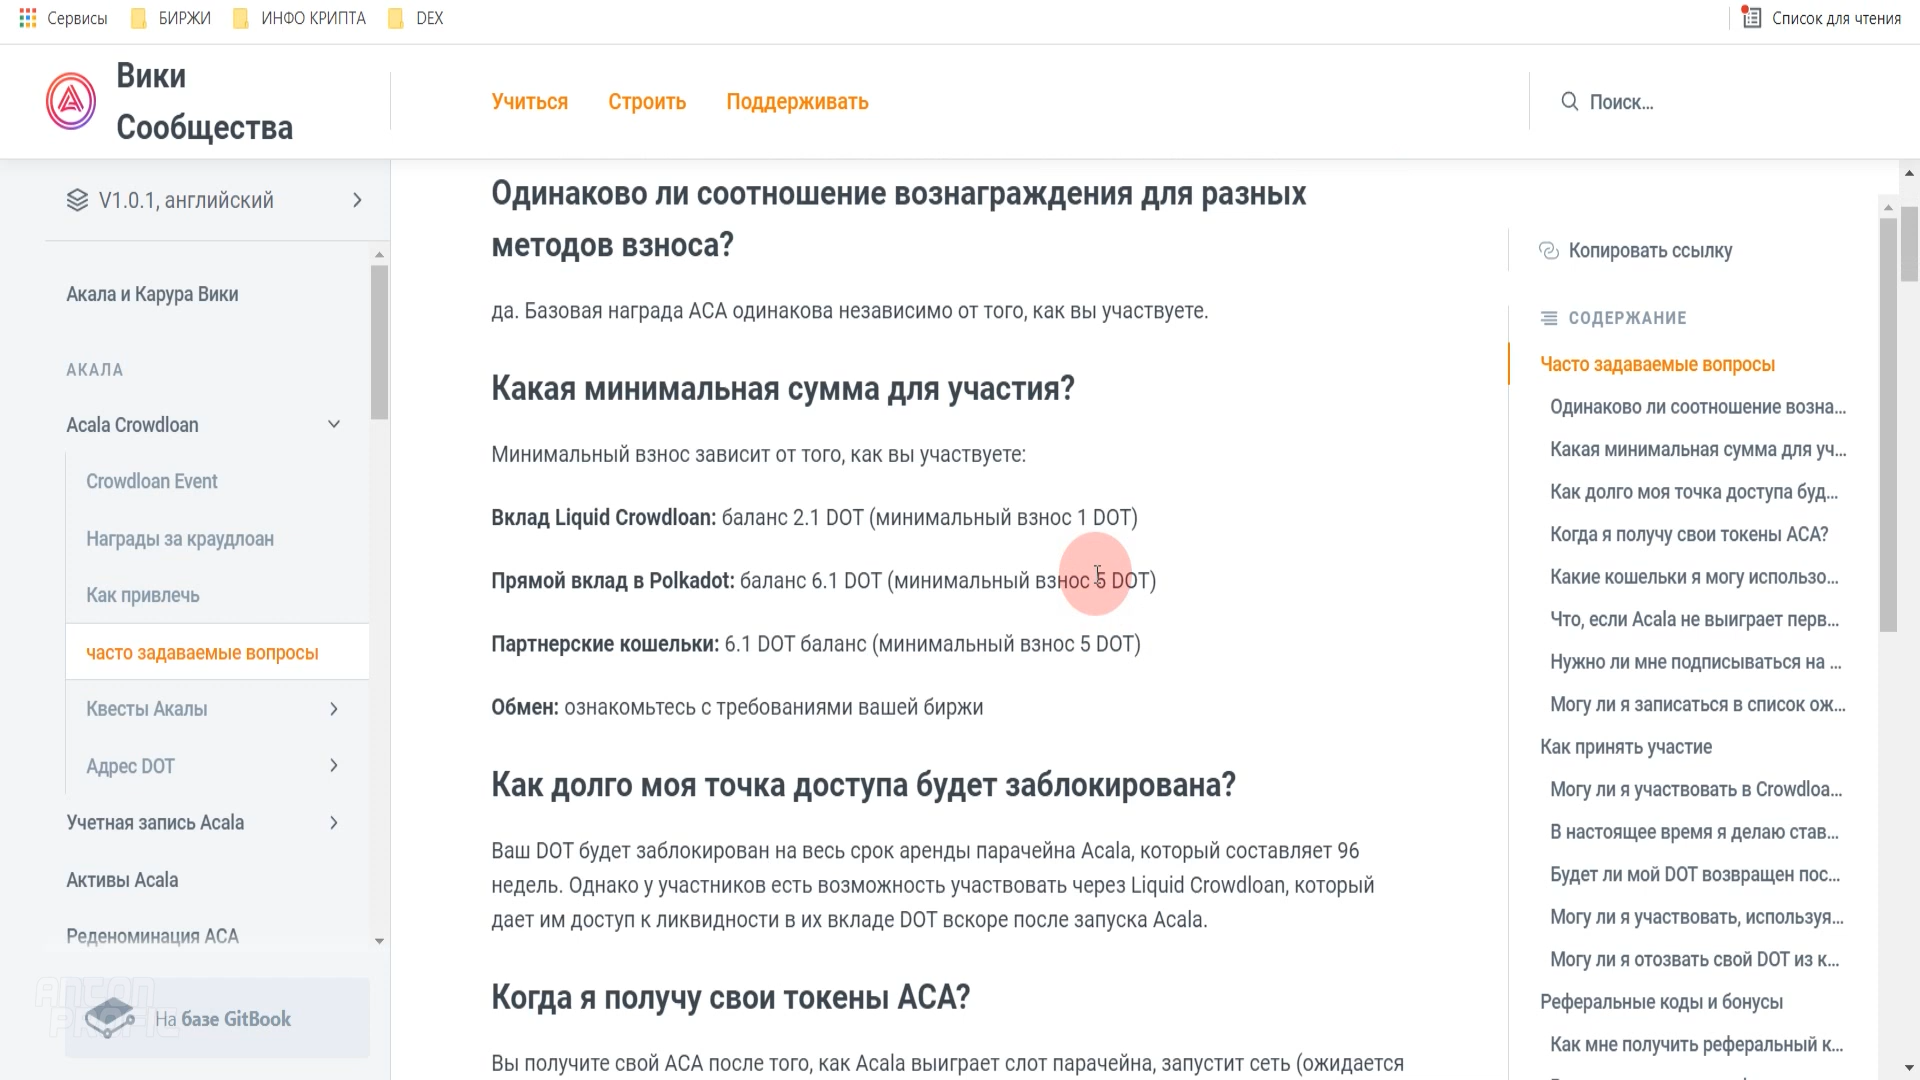 Сервисы
БИРЖИ
ИНФО КРИПТА
DEX
Список для чтения
Вики
Сообщества
Учиться
Строить
Поддерживать
Поиск...
V1.0.1, английский
Акала и Карура Вики
АКАЛА
Acala Crowdloan
Crowdloan Event
Награды за краудлоан
Как привлечь
часто задаваемые вопросы
Квесты Акалы
Адрес DOT
Учетная запись Acala
Активы Acala
Реденоминация ACA
ANTON
PROFIL
На базе GitBook
Одинаково ли соотношение вознаграждения для разных
методов взноса?
да. Базовая награда ACA одинакова независимо от того, как вы участвуете.
Какая минимальная сумма для участия?
Минимальный взнос зависит от того, как вы участвуете:
Вклад Liquid Crowdloan: баланс 2.1 DOT (минимальный взнос 1 DOT)
Прямой вклад в Polkadot: баланс 6.1 DOT (минимальный взнос 5 DOT)
Партнерские кошельки: 6.1 DOT баланс (минимальный взнос 5 DOT)
Обмен: ознакомьтесь с требованиями вашей биржи
Как долго моя точка доступа будет заблокирована?
Ваш DOT будет заблокирован на весь срок аренды парачейна Acala, который составляет 96
недель. Однако у участников есть возможность участвовать через Liquid Crowdloan, который
дает им доступ к ликвидности в их вкладе DOT вскоре после запуска Acala.
Когда я получу свои токены ACA?
Вы получите свой ACA после того, как Acala выиграет слот парачейна, запустит сеть (ожидается
Копировать ссылку
СОДЕРЖАНИЕ
Часто задаваемые вопросы
Одинаково ли соотношение возна...
Какая минимальная сумма для уч...
Как долго моя точка доступа буд...
Когда я получу свои токены ACA?
Какие кошельки я могу использо...
Что, если Acala не выиграет перв...
Нужно ли мне подписываться на ...
Могу ли я записаться в список ож...
Как принять участие
Могу ли я участвовать в Crowdloa...
В настоящее время я делаю став...
Будет ли мой DOT возвращен пос...
Могу ли я участвовать, используя...
Могу ли я отозвать свой DOT из к...
Реферальные коды и бонусы
Как мне получить реферальный к...